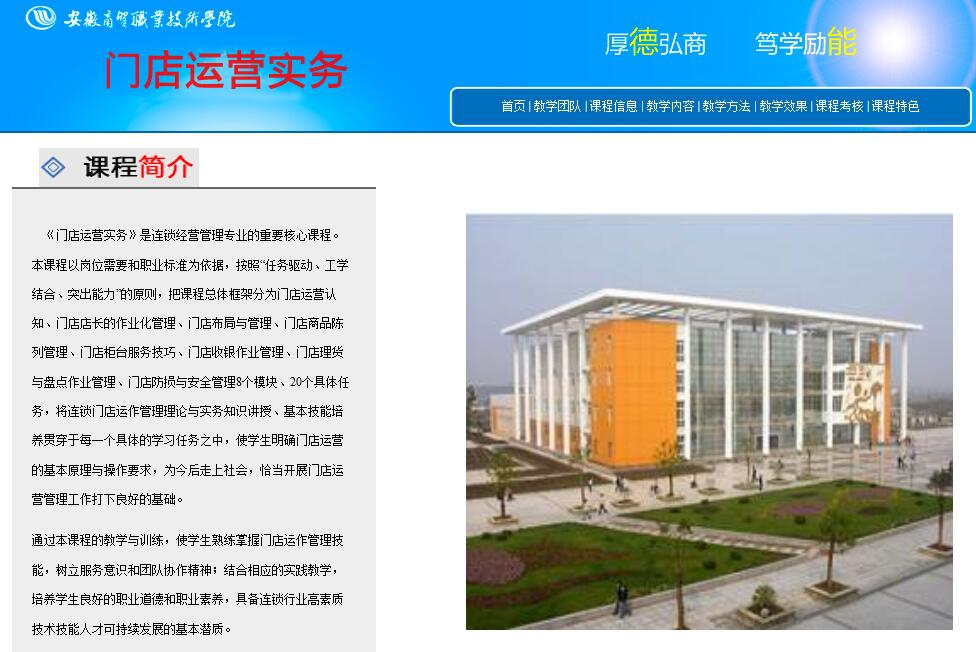 安徽商贸職業技術學院
厚德弘商 笃学励能
门店运营实务
首页 | 教学团队 | 课程信息 | 教学内容 | 教学方法 | 教学效果 | 课程考核 | 课程特色
课程简介
《门店运营实务》是连锁经营管理专业的重要核心课程。
本课程以岗位需要和职业标准为依据，按照“任务驱动、工学
结合、突出能力”的原则，把课程总体框架分为门店运营认
知、门店店长的作业化管理、门店布局与管理、门店商品陈
列管理、门店柜台服务技巧、门店收银作业管理、门店理货
与盘点作业管理、门店防损与安全管理8个模块、20个具体任
务，将连锁门店运作管理理论与实务知识讲授、基本技能培
养贯穿于每一个具体的学习任务之中，使学生明确门店运营
的基本原理与操作要求，为今后走上社会，恰当开展门店运
营管理工作打下良好的基础。
通过本课程的教学与训练，使学生熟练掌握门店运作管理技
能，树立服务意识和团队协作精神；结合相应的实践教学，
培养学生良好的职业道德和职业素养，具备连锁行业高素质
技术技能人才可持续发展的基本潜质。